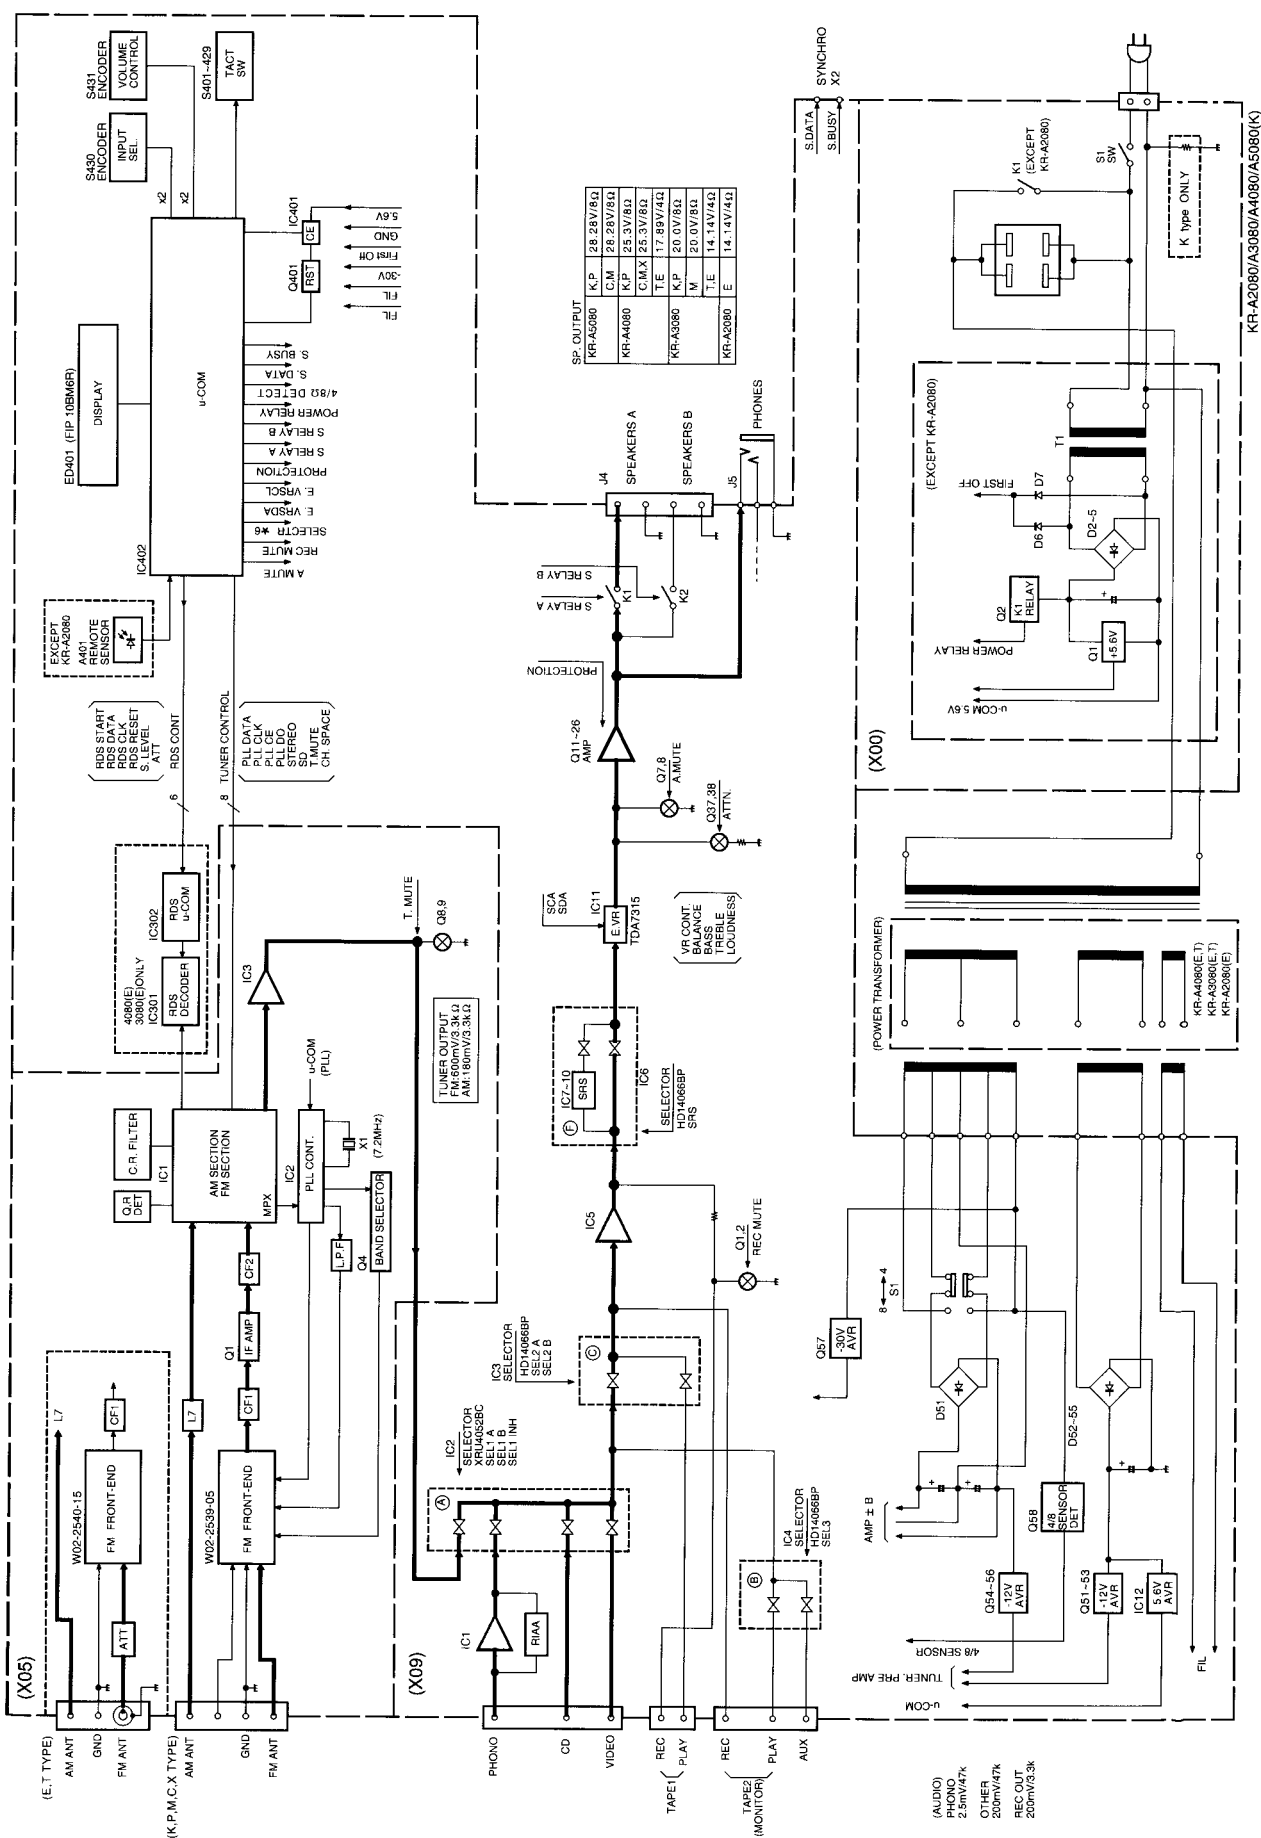 (X05)
(E,T TYPE)
AM ANT
GND
FM ANT
ATT
W02-2540-15
FM FRONT-END
CF1
L7
(K,P,M,C,X TYPE)
AM ANT
GND
FM ANT
W02-2539-05
FM FRONT-END
L7
CF1
Q1
IF AMP
CF2
Q.R
DET
C.R. FILTER
IC1
AM SECTION
FM SECTION
MPX
IC2
PLL CONT.
u-COM
(PLL)
X1
(7.2MHz)
L.P.F
Q4
BAND SELECTOR
4080(E)
3080(E)ONLY
IC301
RDS
DECODER
IC302
RDS
u-COM
IC3
T. MUTE
Q8,9
TUNER OUTPUT
FM:600mV/3.3kΩ
AM:180mV/3.3kΩ
6
RDS CONT
RDS START
RDS DATA
RDS CLK
RDS RESET
S. LEVEL
ATT
8
TUNER CONTROL
PLL DATA
PLL CLK
PLL CE
PLL DO
STEREO
SD
T.MUTE
CH. SPACE
EXCEPT
KR-A2080
A401
REMOTE
SENSOR
IC402
u-COM
ED401 (FIP 10BM6R)
DISPLAY
A MUTE
REC MUTE
SELECTR ★6
E. VRSDA
E. VRSCL
PROTECTION
S RELAY A
S RELAY B
POWER RELAY
4/8Ω DETECT
S. DATA
S. BUSY
Q401
RST
IC401
CE
FIL
FIL
-30V
First Off
GND
5.6V
x2
x2
S430
ENCODER
INPUT
SEL.
S431
ENCODER
VOLUME
CONTROL
S401~429
TACT
SW
(X09)
PHONO
CD
VIDEO
REC
PLAY
TAPE1
REC
PLAY
TAPE2
(MONITOR)
AUX
IC1
RIAA
IC2
SELECTOR
XRU4052BC
SEL1 A
SEL1 B
SEL1 INH
A
IC3
SELECTOR
HD14066BP
SEL2 A
SEL2 B
C
IC4
SELECTOR
HD14066BP
SEL3
B
IC5
Q1,2
REC MUTE
IC7~10
SRS
F
IC6
SELECTOR
HD14066BP
SRS
SCA
SDA
IC11
E.VR
TDA7315
VR CONT.
BALANCE
BASS
TREBLE
LOUDNESS
Q37,38
ATTN.
Q7,8
A.MUTE
Q11~26
AMP
PROTECTION
S RELAY A
S RELAY B
K1
K2
J4
SPEAKERS A
SPEAKERS B
J5
PHONES
SP. OUTPUT
KR-A5080 K,P 28.28V/8Ω
C,M 28.28V/8Ω
KR-A4080 K,P 25.3V/8Ω
C,M,X 25.3V/8Ω
T,E 17.89V/4Ω
KR-A3080 K,P 20.0V/8Ω
M 20.0V/8Ω
T,E 14.14V/4Ω
KR-A2080 E 14.14V/4Ω
S.DATA
S.BUSY
SYNCHRO
X2
(AUDIO)
PHONO
2.5mV/47k
OTHER
200mV/47k
REC OUT
200mV/3.3k
u-COM
TUNER. PRE AMP
4/8 SENSOR
FIL
AMP ± B
Q54~56
-12V
AVR
Q51~53
-12V
AVR
IC12
5.6V
AVR
Q58
4/8
SENSOR
DET
D51
D52~55
Q57
-30V
AVR
8 4
S1
(POWER TRANSFORMER)
KR-A4080(E,T)
KR-A3080(E,T)
KR-A2080(E)
(X00)
(EXCEPT KR-A2080)
u-COM 5.6V
POWER RELAY
FIRST OFF
Q1
+5.6V
Q2
K1
RELAY
D2~5
D6
D7
T1
K1
(EXCEPT
KR-A2080)
S1
SW
K type ONLY
KR-A2080/A3080/A4080/A5080(K)